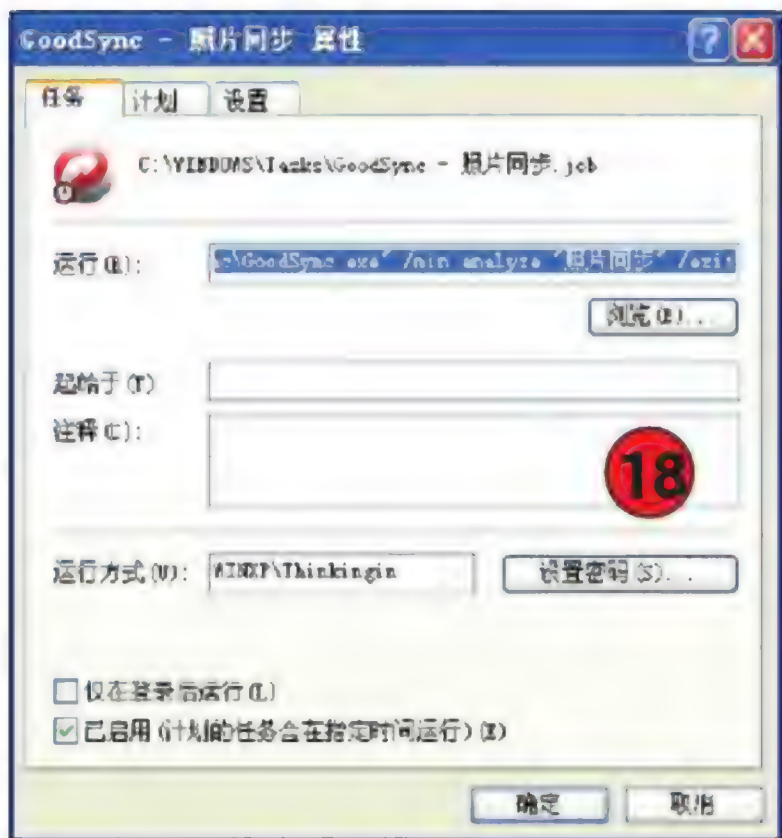 GoodSync - 照片同步 属性
任务 计划 设置
C:\WINDOWS\Tasks\GoodSync - 照片同步.job
运行(R): c\GoodSync.exe" /min analyze "照片同步" /exit
浏览(B)...
起始于(T)
注释(C):
18
运行方式(U): WINXP\Thinkingin 设置密码(S)...
仅在登录后运行(L)
已启用(计划的任务会在指定时间运行)(E)
确定 取消